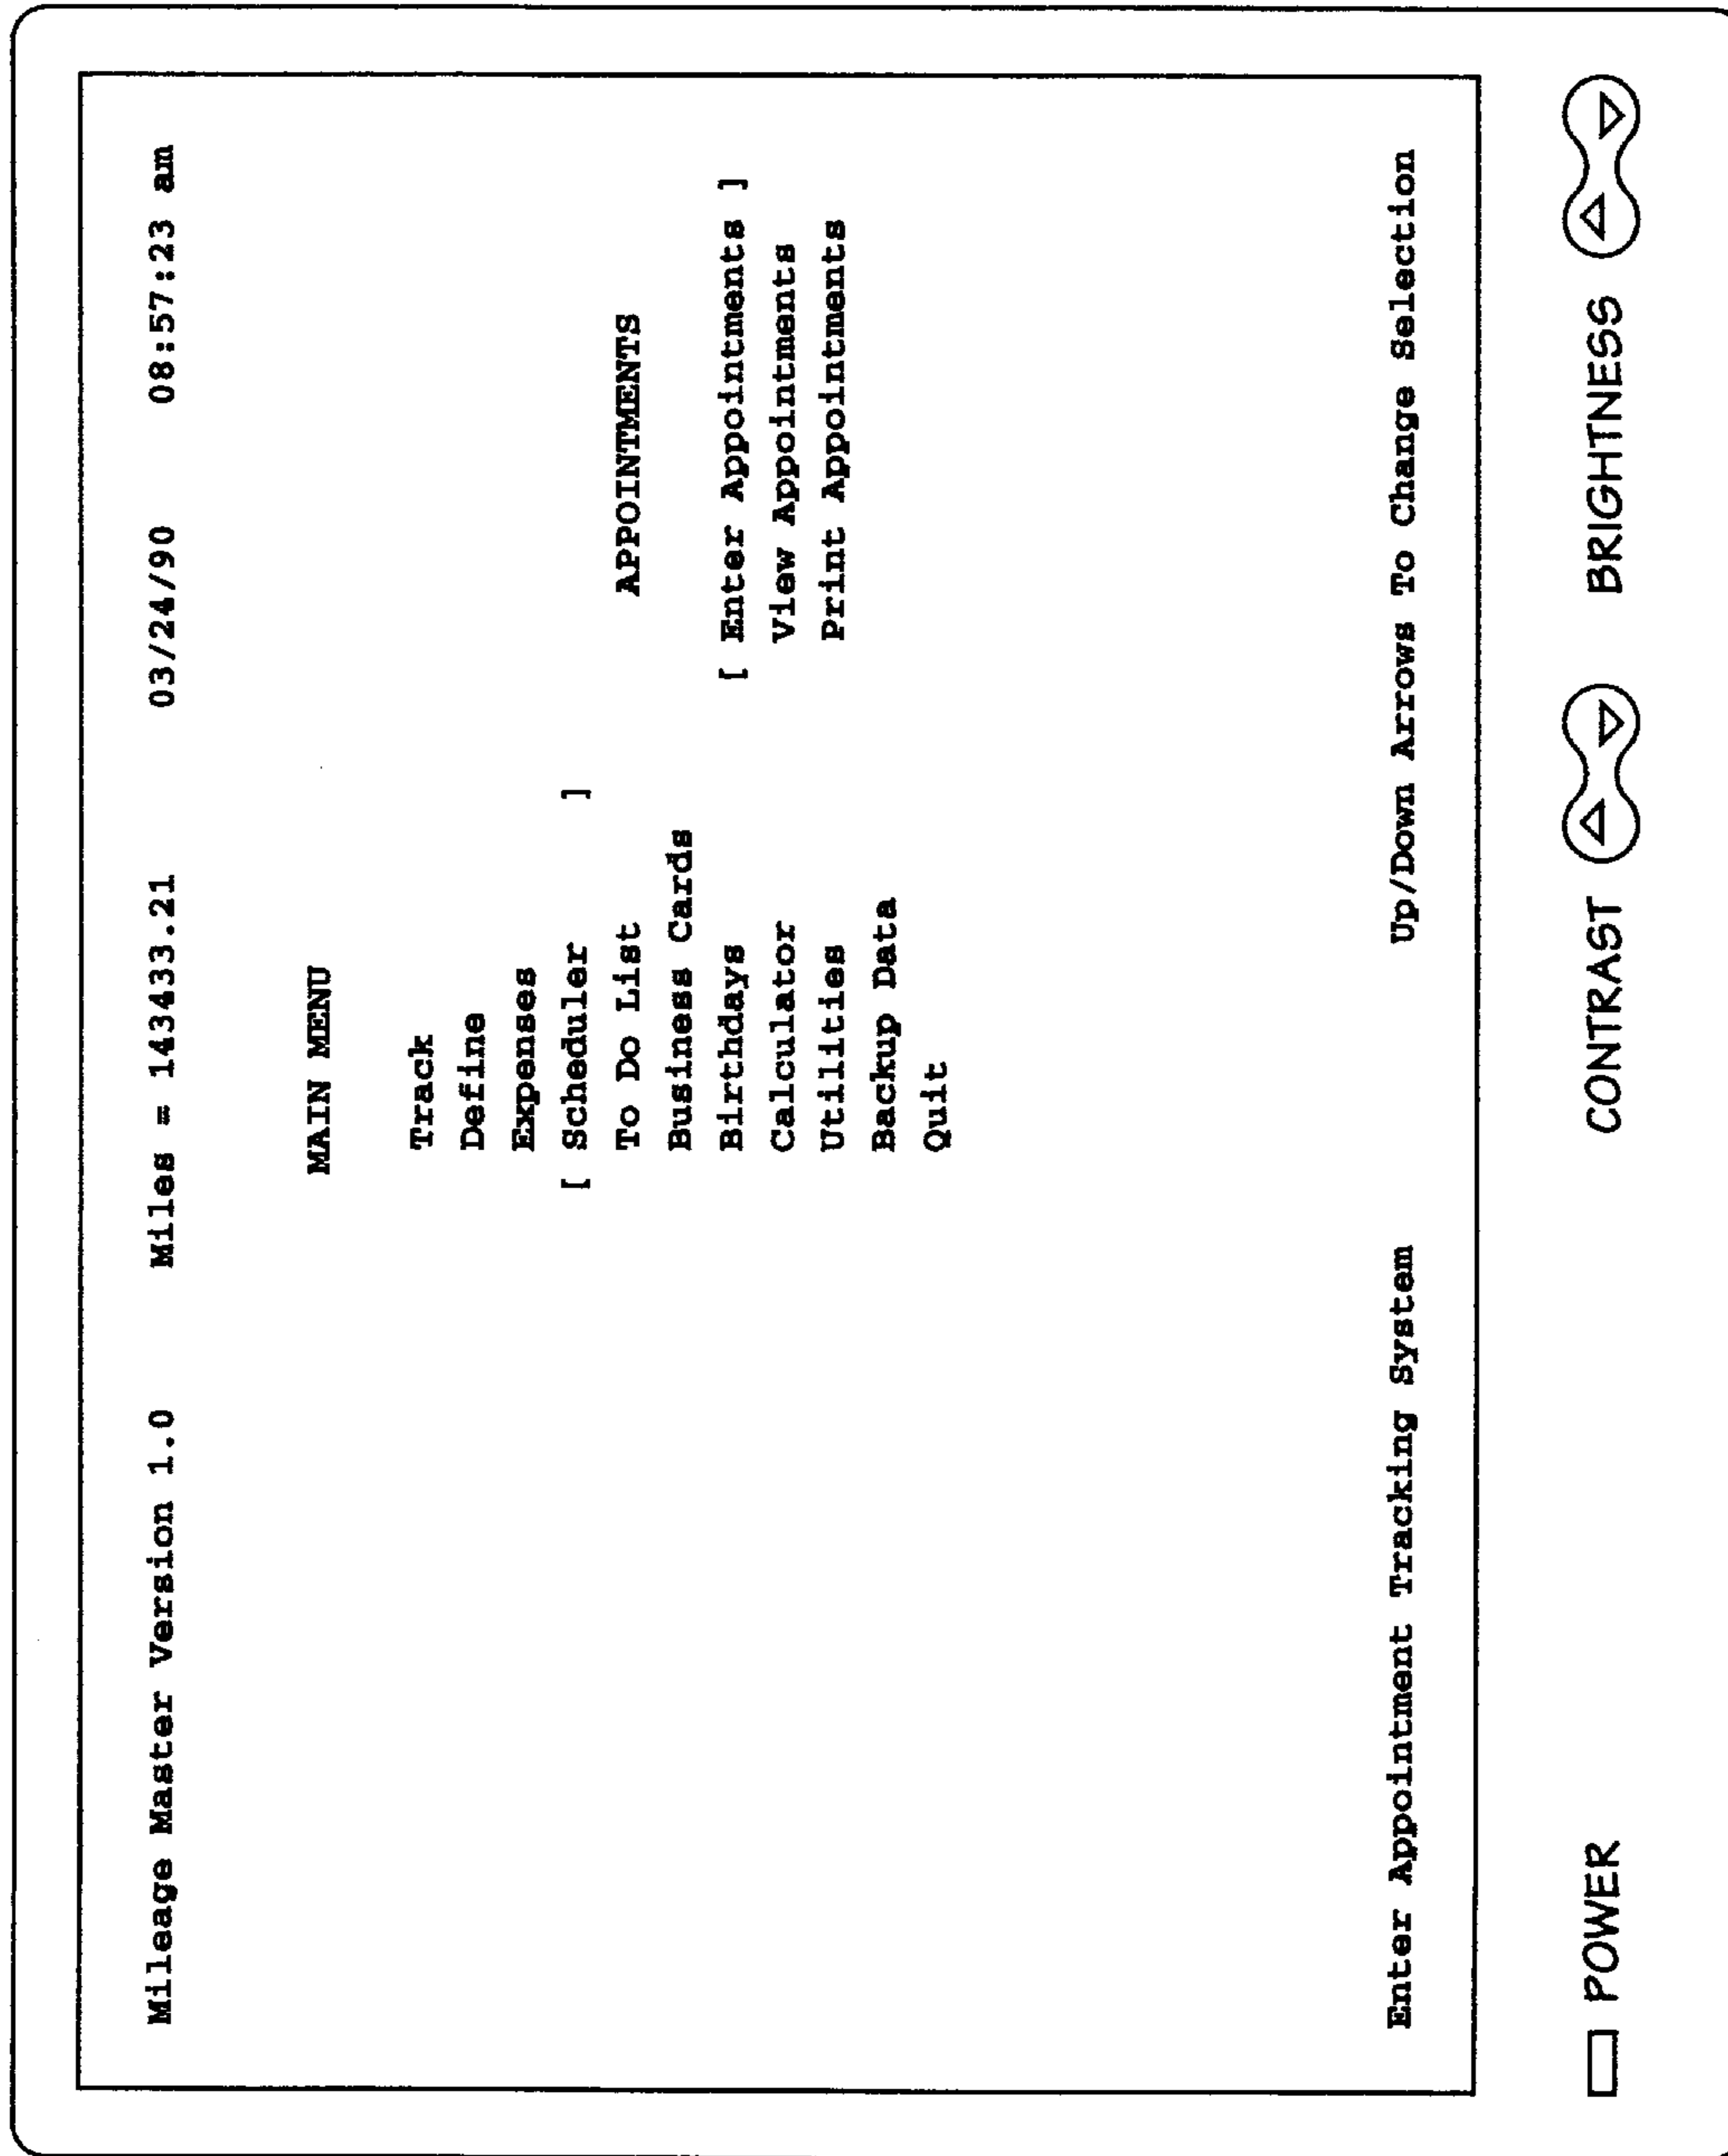 Mileage Master Version 1.0 Miles = 143433.21 03/24/90 08:57:23 am
MAIN MENU
Track
Define
Expenses
[ Scheduler ]
To Do List
Business Cards
Birthdays
Calculator
Utilities
Backup Data
Quit
APPOINTMENTS
[ Enter Appointments ]
View Appointments
Print Appointments
Enter Appointment Tracking System Up/Down Arrows To Change Selection
POWER CONTRAST BRIGHTNESS